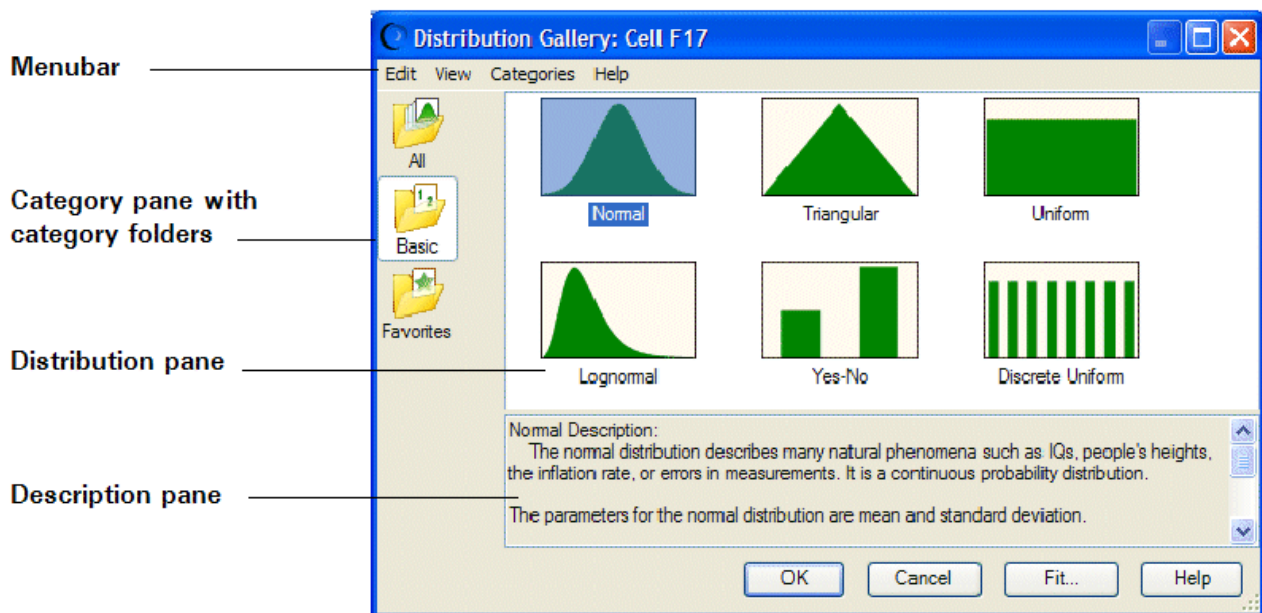 Distribution Gallery: Cell F17
Menubar
Edit View Categories Help
All
Category pane with
category folders
Basic
Favorites
Normal Triangular Uniform
Distribution pane
Lognormal Yes-No Discrete Uniform
Description pane
Normal Description:
The normal distribution describes many natural phenomena such as IQs, people's heights,
the inflation rate, or errors in measurements. It is a continuous probability distribution.
The parameters for the normal distribution are mean and standard deviation.
OK Cancel Fit... Help